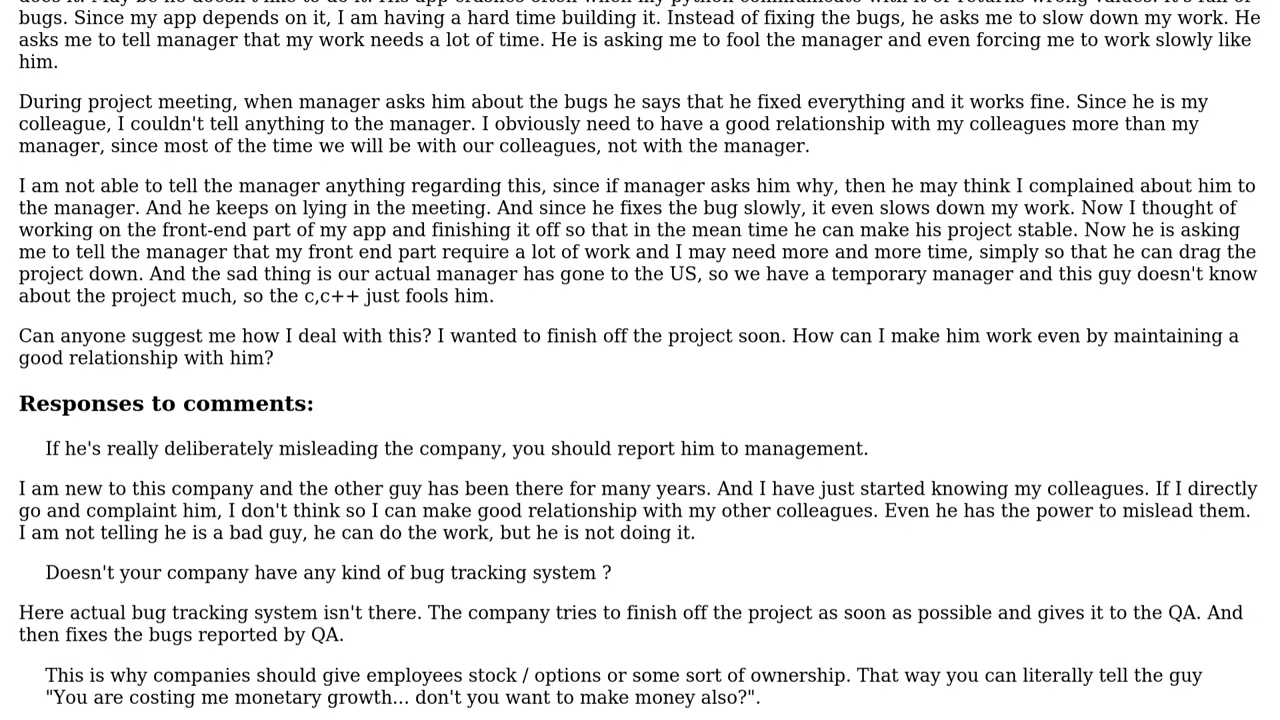 bugs. Since my app depends on it, I am having a hard time building it. Instead of fixing the bugs, he asks me to slow down my work. He
asks me to tell manager that my work needs a lot of time. He is asking me to fool the manager and even forcing me to work slowly like
him.
During project meeting, when manager asks him about the bugs he says that he fixed everything and it works fine. Since he is my
colleague, I couldn't tell anything to the manager. I obviously need to have a good relationship with my colleagues more than my
manager, since most of the time we will be with our colleagues, not with the manager.
I am not able to tell the manager anything regarding this, since if manager asks him why, then he may think I complained about him to
the manager. And he keeps on lying in the meeting. And since he fixes the bug slowly, it even slows down my work. Now I thought of
working on the front-end part of my app and finishing it off so that in the mean time he can make his project stable. Now he is asking
me to tell the manager that my front end part require a lot of work and I may need more and more time, simply so that he can drag the
project down. And the sad thing is our actual manager has gone to the US, so we have a temporary manager and this guy doesn't know
about the project much, so the c,c++ just fools him.
Can anyone suggest me how I deal with this? I wanted to finish off the project soon. How can I make him work even by maintaining a
good relationship with him?
Responses to comments:
If he's really deliberately misleading the company, you should report him to management.
I am new to this company and the other guy has been there for many years. And I have just started knowing my colleagues. If I directly
go and complaint him, I don't think so I can make good relationship with my other colleagues. Even he has the power to mislead them.
I am not telling he is a bad guy, he can do the work, but he is not doing it.
Doesn't your company have any kind of bug tracking system ?
Here actual bug tracking system isn't there. The company tries to finish off the project as soon as possible and gives it to the QA. And
then fixes the bugs reported by QA.
This is why companies should give employees stock / options or some sort of ownership. That way you can literally tell the guy
"You are costing me monetary growth... don't you want to make money also?".